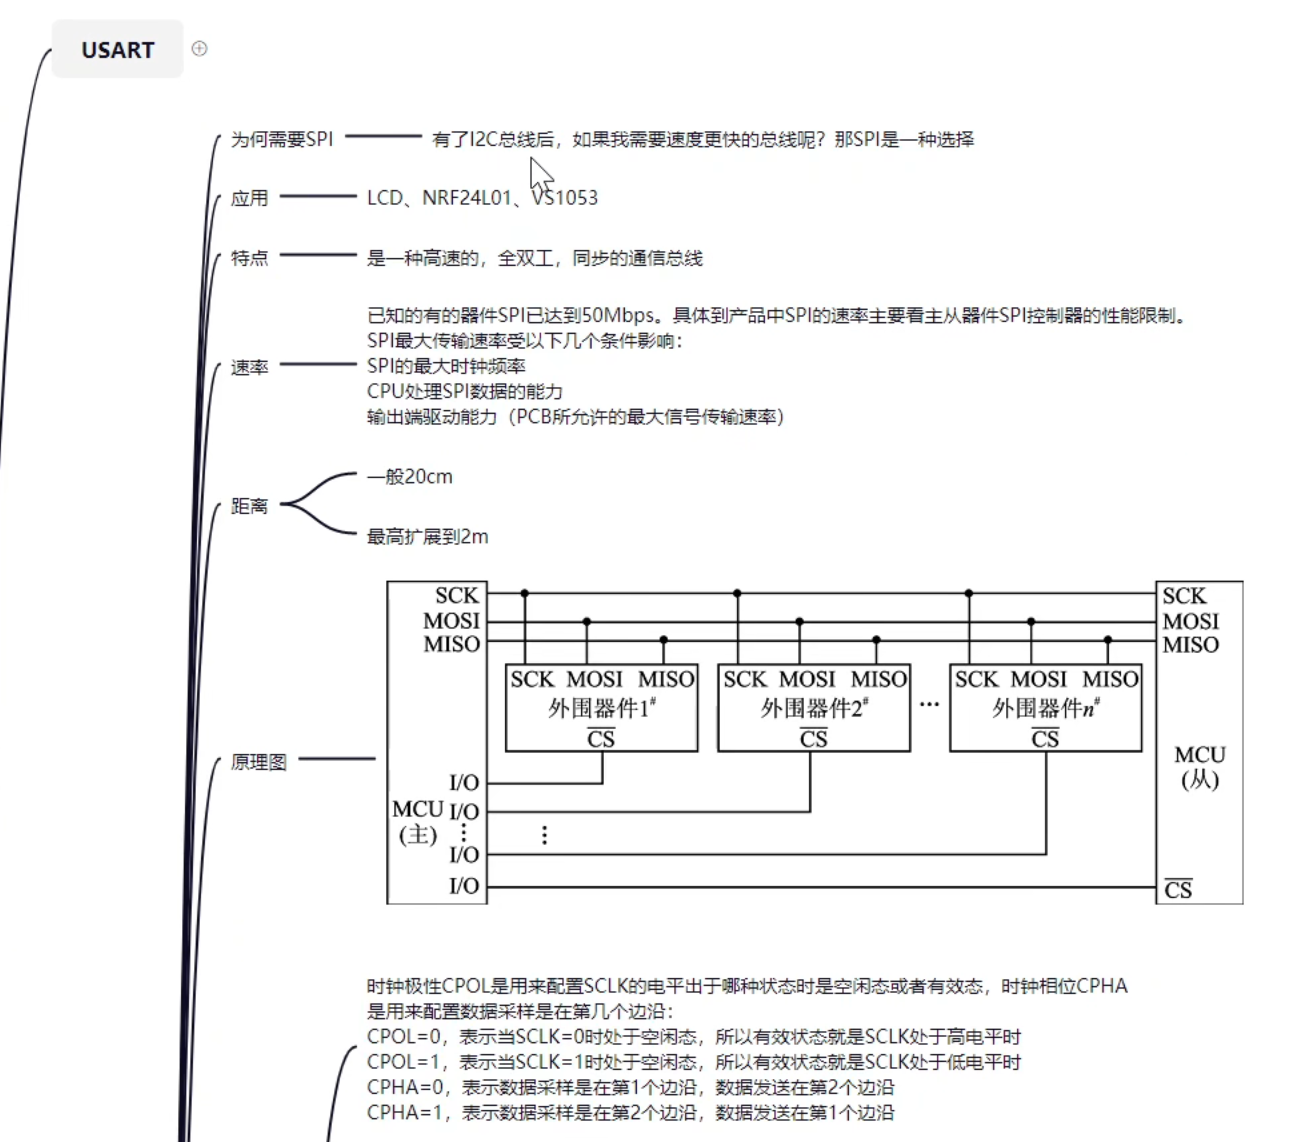 USART
为何需要SPI
有了I2C总线后，如果我需要速度更快的总线呢？那SPI是一种选择
应用
LCD、NRF24L01、VS1053
特点
是一种高速的，全双工，同步的通信总线
速率
已知的有的器件SPI已达到50Mbps。具体到产品中SPI的速率主要看主从器件SPI控制器的性能限制。
SPI最大传输速率受以下几个条件影响：
SPI的最大时钟频率
CPU处理SPI数据的能力
输出端驱动能力（PCB所允许的最大信号传输速率）
距离
一般20cm
最高扩展到2m
原理图
SCK
MOSI
MISO
SCK
MOSI
MISO
SCK MOSI MISO
外围器件1#
CS
SCK MOSI MISO
外围器件2#
CS
…
SCK MOSI MISO
外围器件n#
CS
MCU
(从)
I/O
MCU I/O
(主) ⋮ ⋮
I/O
I/O
CS
时钟极性CPOL是用来配置SCLK的电平出于哪种状态时是空闲态或者有效态，时钟相位CPHA
是用来配置数据采样是在第几个边沿：
CPOL=0，表示当SCLK=0时处于空闲态，所以有效状态就是SCLK处于高电平时
CPOL=1，表示当SCLK=1时处于空闲态，所以有效状态就是SCLK处于低电平时
CPHA=0，表示数据采样是在第1个边沿，数据发送在第2个边沿
CPHA=1，表示数据采样是在第2个边沿，数据发送在第1个边沿